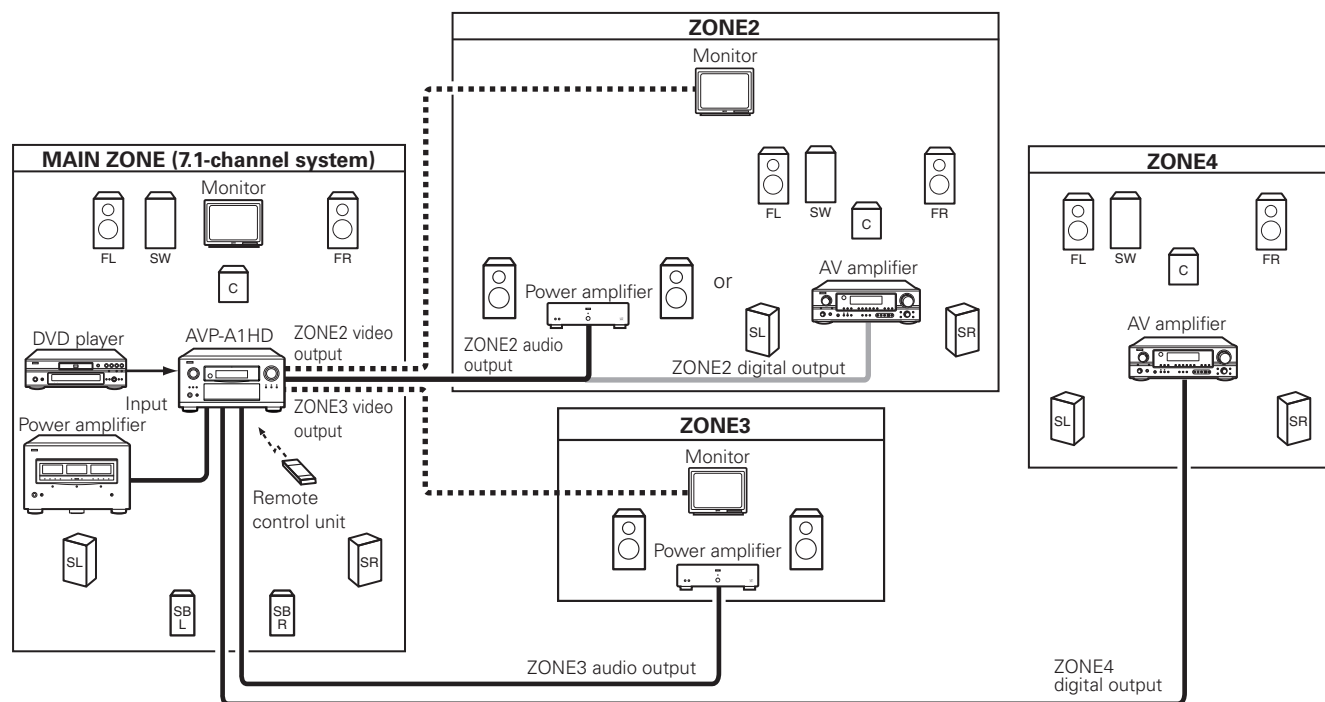 ZONE2
Monitor
FL
SW
C
FR
Power amplifier
or
AV amplifier
SL
SR
ZONE2 audio
output
ZONE2 digital output
MAIN ZONE (7.1-channel system)
Monitor
FL
SW
FR
C
DVD player
AVP-A1HD
ZONE2 video
output
Input
ZONE3 video
output
Power amplifier
Remote
control unit
SL
SR
SB
L
SB
R
ZONE3
Monitor
Power amplifier
ZONE3 audio output
ZONE4
FL
SW
C
FR
AV amplifier
SL
SR
ZONE4
digital output